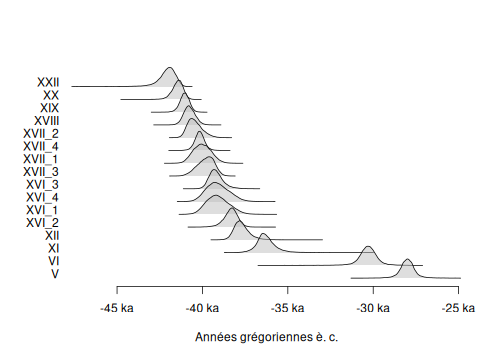 XXII
XX
XIX
XVIII
XVII_2
XVII_4
XVII_1
XVII_3
XVI_3
XVI_4
XVI_1
XVI_2
XII
XI
VI
V
-45 ka -40 ka -35 ka -30 ka -25 ka
Années grégoriennes è. c.